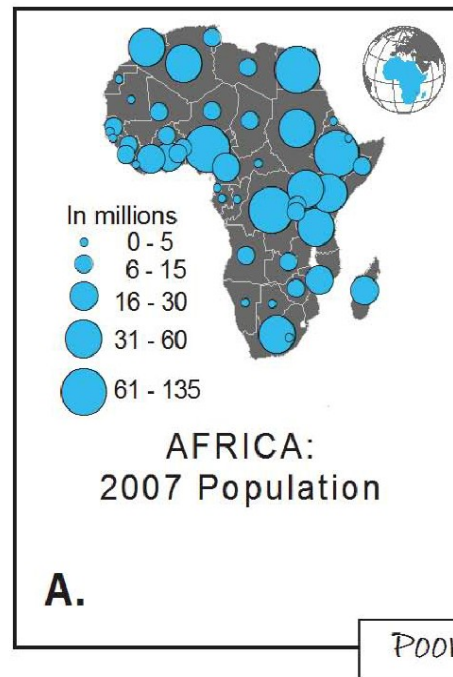 In millions
0 - 5
6 - 15
16 - 30
31 - 60
61 - 135
AFRICA:
2007 Population
A.